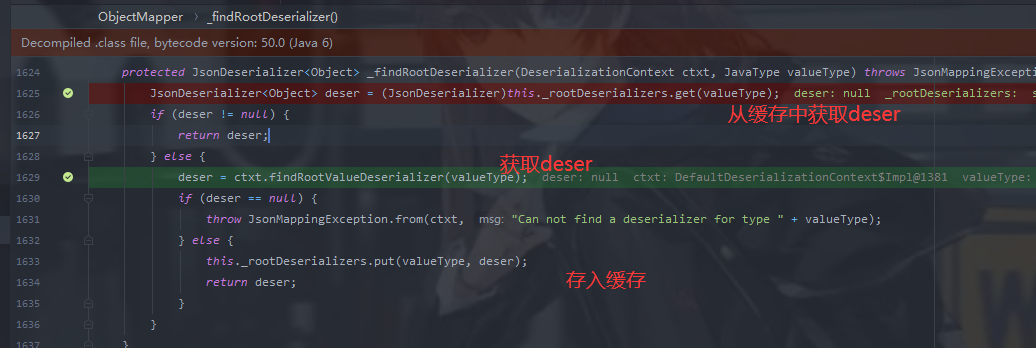 ObjectMapper > _findRootDeserializer()
Decompiled .class file, bytecode version: 50.0 (Java 6)
1624 protected JsonDeserializer<Object> _findRootDeserializer(DeserializationContext ctxt, JavaType valueType) throws JsonMappingException
1625 JsonDeserializer<Object> deser = (JsonDeserializer)this._rootDeserializers.get(valueType); deser: null _rootDeserializers: s
从缓存中获取deser
1626 if (deser != null) {
1627 return deser;
1628 } else {
获取deser
1629 deser = ctxt.findRootValueDeserializer(valueType); deser: null ctxt: DefaultDeserializationContext$Impl@1381 valueType:
1630 if (deser == null) {
1631 throw JsonMappingException.from(ctxt, msg: "Can not find a deserializer for type " + valueType);
1632 } else {
1633 this._rootDeserializers.put(valueType, deser);
存入缓存
1634 return deser;
1635 }
1636 }
1637 }